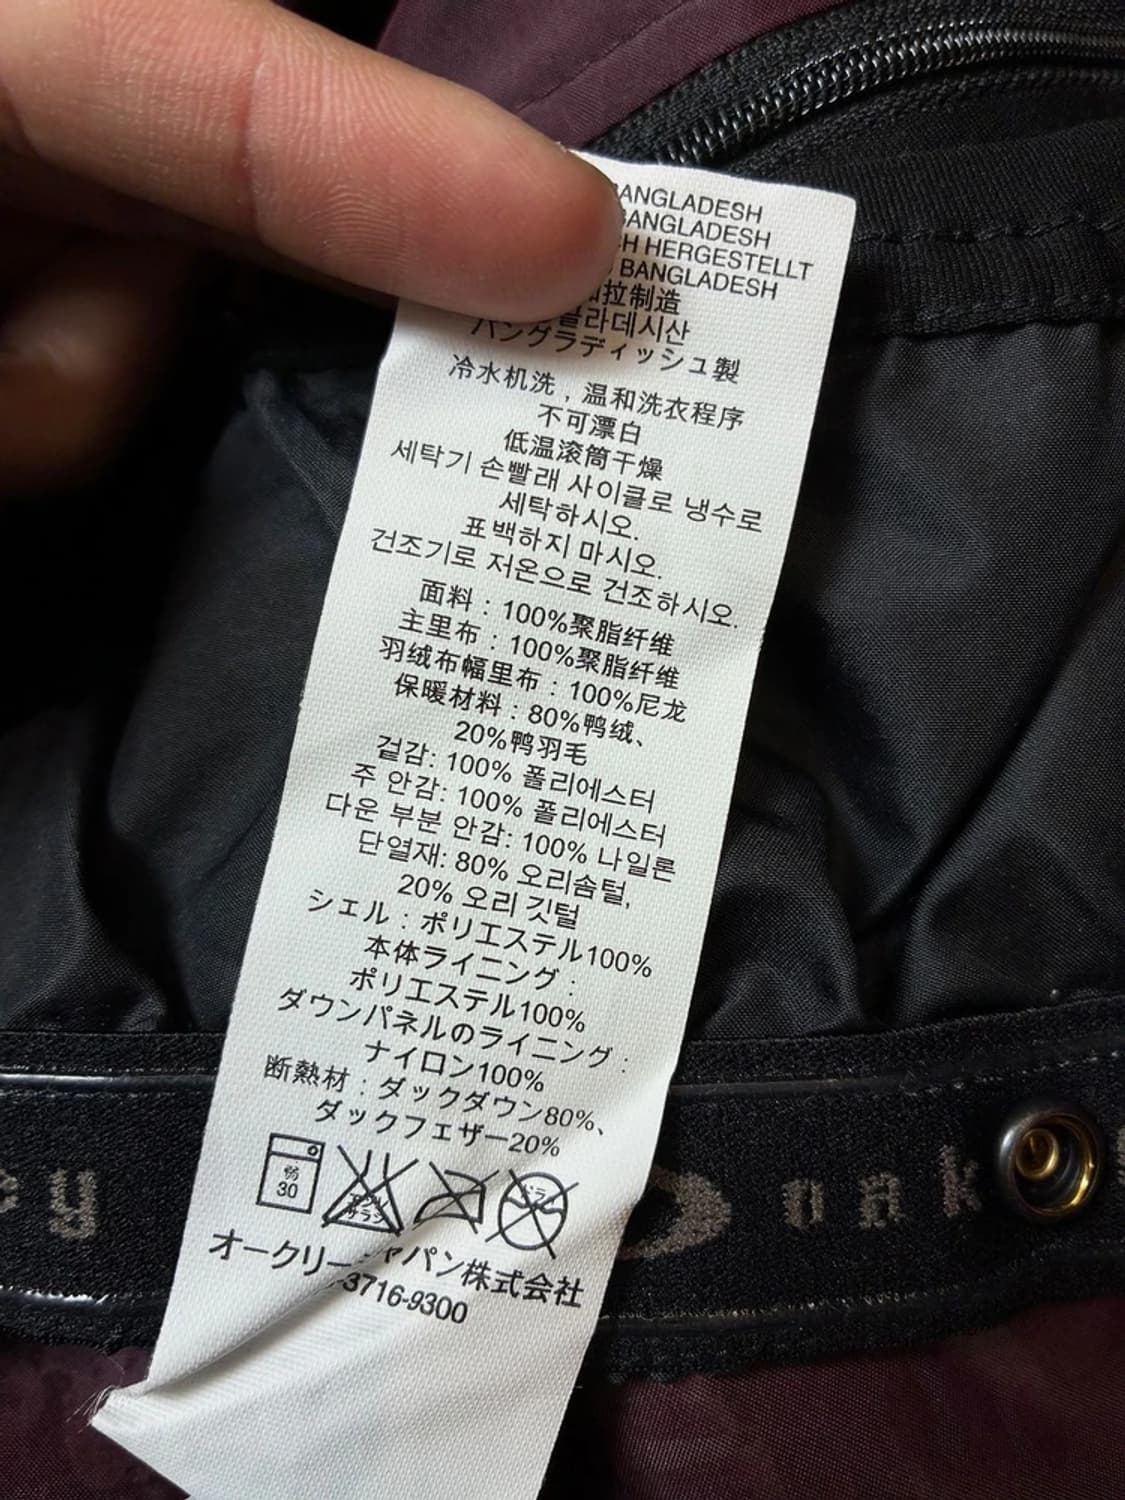 BANGLADESH
BANGLADESH
HERGESTELLT
BANGLADESH
拉制造
라데시산
バングラディッシュ製
冷水机洗，温和洗衣程序
不可漂白
低温滚筒干燥
세탁기 손빨래 사이클로 냉수로
세탁하시오.
표백하지 마시오.
건조기로 저온으로 건조하시오.
面料：100%聚脂纤维
主里布：100%聚脂纤维
羽绒布幅里布：100%尼龙
保暖材料：80%鸭绒、
20%鸭羽毛
겉감: 100% 폴리에스터
주 안감: 100% 폴리에스터
다운 부분 안감: 100% 나일론
단열재: 80% 오리솜털,
20% 오리 깃털
シェル：ポリエステル100%
本体ライニング：
ポリエステル100%
ダウンパネルのライニング：
ナイロン100%
断熱材：ダックダウン80%、
ダックフェザー20%
30
オークリー ャパン株式会社
3716-9300